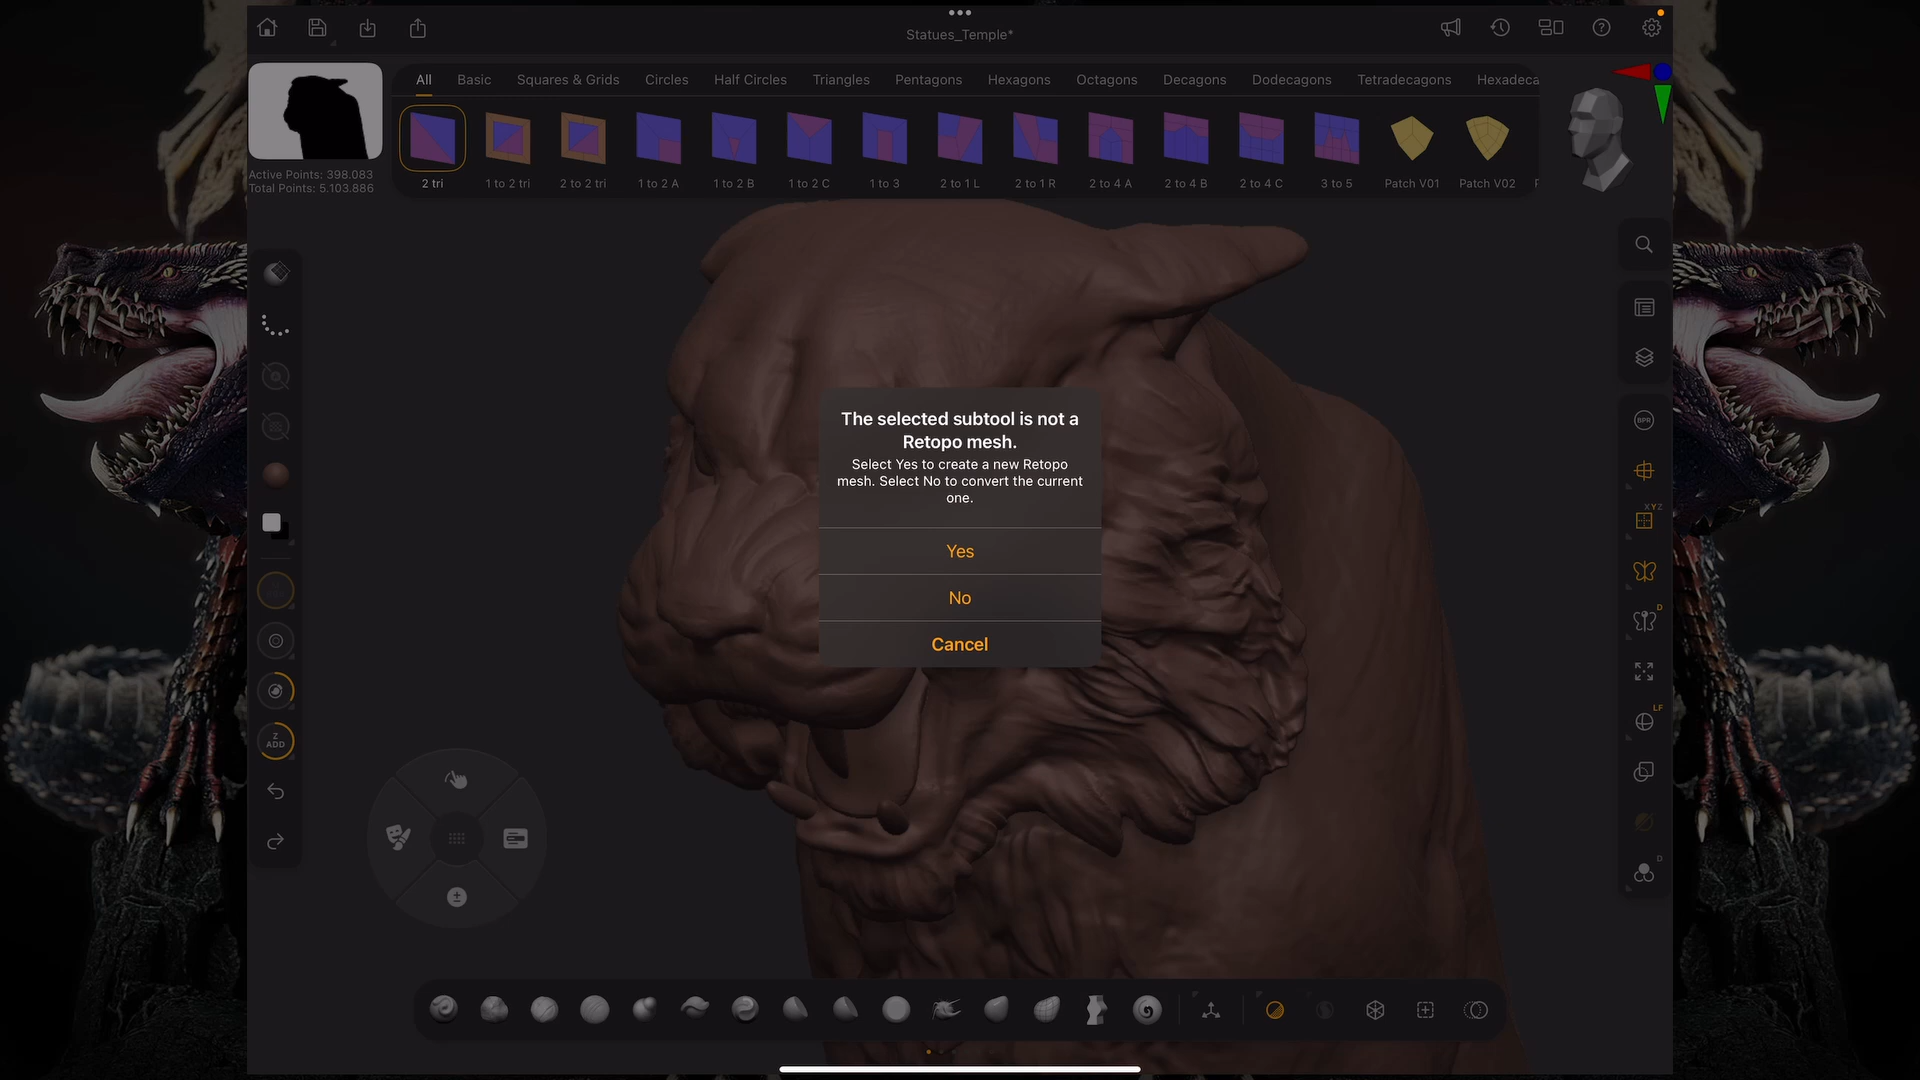 Statues_Temple*
All Basic Squares & Grids Circles Half Circles Triangles Pentagons Hexagons Octagons Decagons Dodecagons Tetradecagons Hexadeca
2 tri 1 to 2 tri 2 to 2 tri 1 to 2 A 1 to 2 B 1 to 2 C 1 to 3 2 to 1 L 2 to 1 R 2 to 4 A 2 to 4 B 2 to 4 C 3 to 5 Patch V01 Patch V02
Active Points: 398.083
Total Points: 5.103.886
The selected subtool is not a
Retopo mesh.
Select Yes to create a new Retopo
mesh. Select No to convert the current
one.
Yes
No
Cancel
Z
ADD
BPR
XYZ
D
LF
D